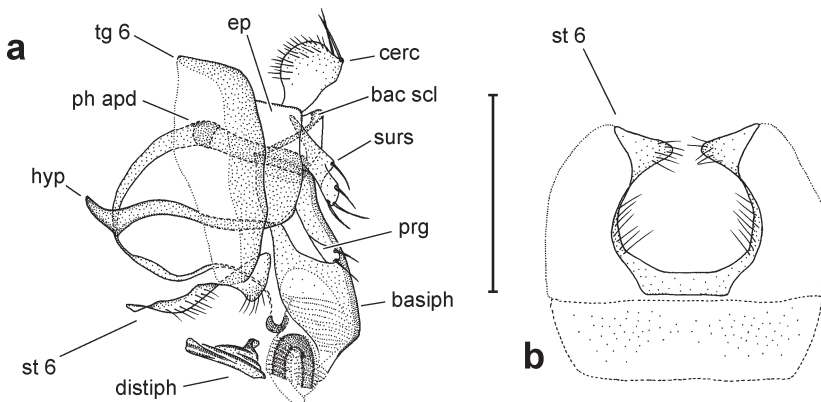 a
tg 6
ep
cerc
ph apd
bac scl
surs
hyp
prg
basiph
st 6
distiph
st 6
b